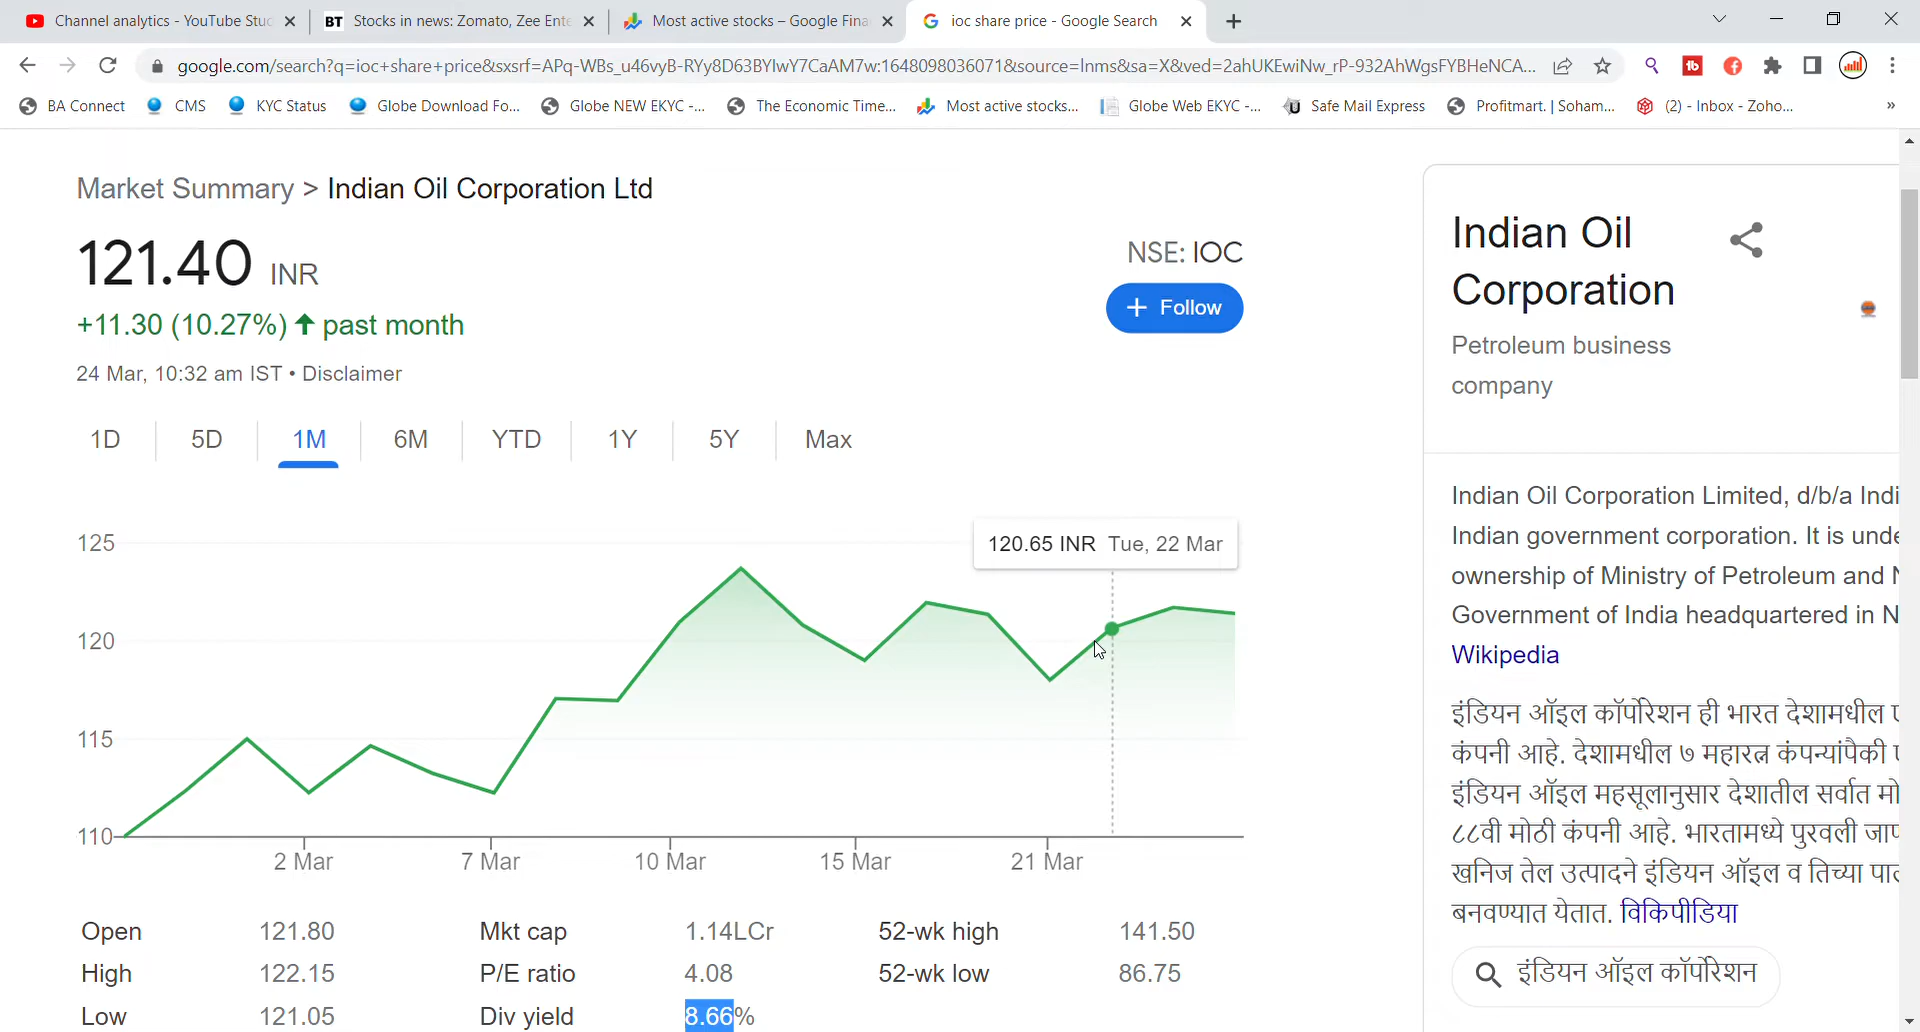 Channel analytics - YouTube Stu
Stocks in news: Zomato, Zee Ente
Most active stocks – Google Fina
ioc share price - Google Search
google.com/search?q=ioc+share+price&sxsrf=APq-WBs_u46vyB-RYy8D63BYIwY7CaAM7w:1648098036071&source=lnms&sa=X&ved=2ahUKEwiNw_rP-932AhWgsFYBHeNCA...
BA Connect CMS KYC Status Globe Download Fo... Globe NEW EKYC -... The Economic Time... Most active stocks... Globe Web EKYC -... Safe Mail Express Profitmart. | Soham... (2) - Inbox - Zoho... »
Market Summary > Indian Oil Corporation Ltd
121.40 INR
NSE: IOC
+ Follow
+11.30 (10.27%) ↑ past month
24 Mar, 10:32 am IST • Disclaimer
1D 5D 1M 6M YTD 1Y 5Y Max
120.65 INR Tue, 22 Mar
125
120
115
110
2 Mar 7 Mar 10 Mar 15 Mar 21 Mar
Open 121.80 Mkt cap 1.14LCr 52-wk high 141.50
High 122.15 P/E ratio 4.08 52-wk low 86.75
Low 121.05 Div yield 8.66%
Indian Oil
Corporation
Petroleum business
company
Indian Oil Corporation Limited, d/b/a Indi
Indian government corporation. It is unde
ownership of Ministry of Petroleum and
Government of India headquartered in N
Wikipedia
इंडियन ऑइल कॉर्पोरेशन ही भारत देशामधील
कंपनी आहे. देशामधील ७ महारत्न कंपन्यांपैकी
इंडियन ऑइल महसूलानुसार देशातील सर्वात मो
८८वी मोठी कंपनी आहे. भारतामध्ये पुरवली जाण
खनिज तेल उत्पादने इंडियन ऑइल व तिच्या पाल
बनवण्यात येतात. विकिपीडिया
इंडियन ऑइल कॉर्पोरेशन